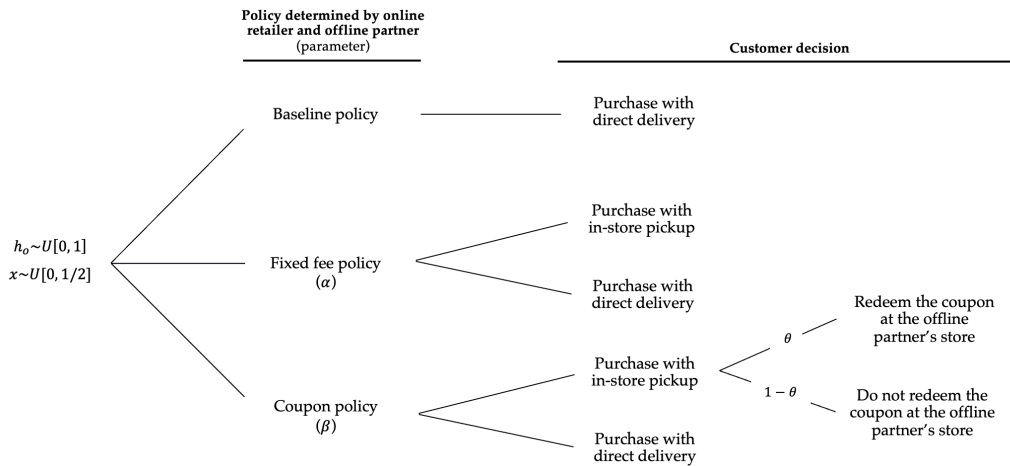 Policy determined by online
retailer and offline partner
(parameter)
Customer decision
Baseline policy
Purchase with
direct delivery
h_o~U[0, 1]
x~U[0, 1/2]
Fixed fee policy
(α)
Purchase with
in-store pickup
Purchase with
direct delivery
Coupon policy
(β)
Purchase with
in-store pickup
θ
Redeem the coupon
at the offline
partner's store
1 − θ
Do not redeem the
coupon at the offline
partner's store
Purchase with
direct delivery